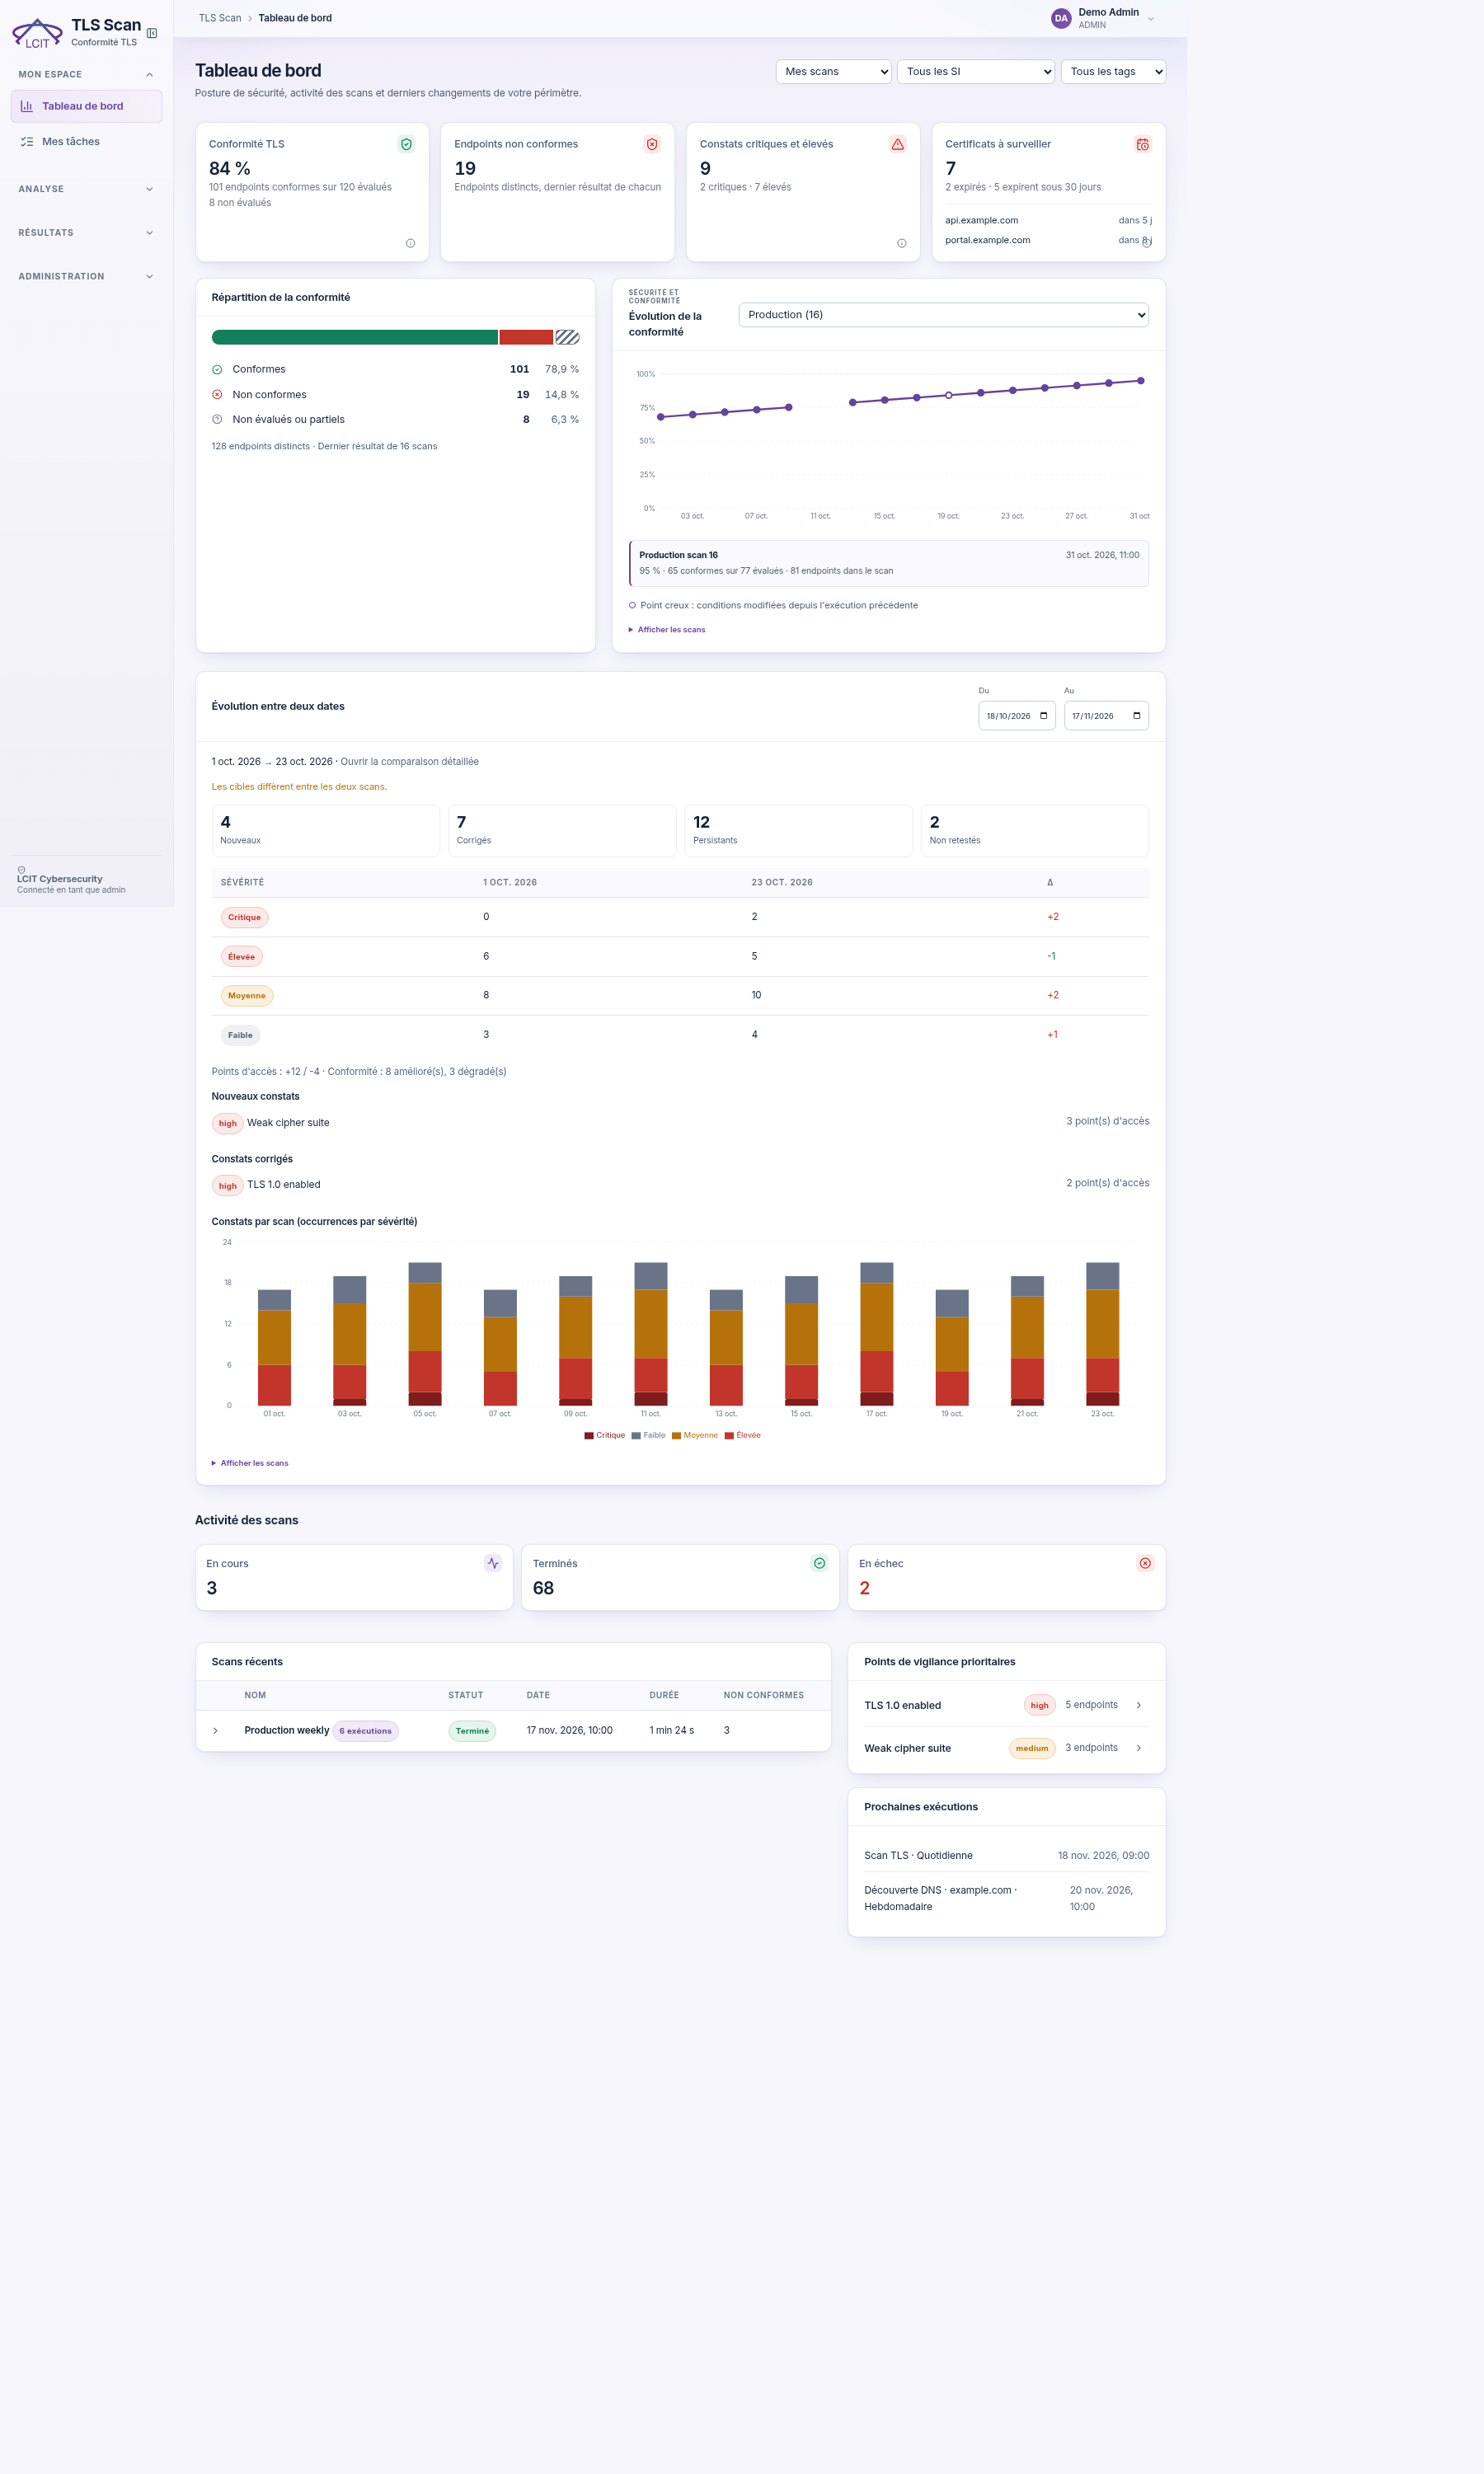 LCIT
TLS Scan
Conformité TLS
MON ESPACE
Tableau de bord
Mes tâches
ANALYSE
RÉSULTATS
ADMINISTRATION
LCIT Cybersecurity
Connecté en tant que admin
TLS Scan › Tableau de bord
DA Demo Admin
ADMIN
Tableau de bord
Posture de sécurité, activité des scans et derniers changements de votre périmètre.
Mes scans Tous les SI Tous les tags
Conformité TLS
84 %
101 endpoints conformes sur 120 évalués
8 non évalués
Endpoints non conformes
19
Endpoints distincts, dernier résultat de chacun
Constats critiques et élevés
9
2 critiques · 7 élevés
Certificats à surveiller
7
2 expirés · 5 expirent sous 30 jours
api.example.com dans 5 j
portal.example.com dans 8 j
Répartition de la conformité
Conformes 101 78,9 %
Non conformes 19 14,8 %
Non évalués ou partiels 8 6,3 %
128 endpoints distincts · Dernier résultat de 16 scans
SÉCURITÉ ET
CONFORMITÉ
Évolution de la
conformité
Production (16)
100%
75%
50%
25%
0%
03 oct. 07 oct. 11 oct. 15 oct. 19 oct. 23 oct. 27 oct. 31 oct
Production scan 16 31 oct. 2026, 11:00
95 % · 65 conformes sur 77 évalués · 81 endpoints dans le scan
Point creux : conditions modifiées depuis l'exécution précédente
Afficher les scans
Évolution entre deux dates
Du Au
18/10/2026 17/11/2026
1 oct. 2026 → 23 oct. 2026 · Ouvrir la comparaison détaillée
Les cibles diffèrent entre les deux scans.
4
Nouveaux
7
Corrigés
12
Persistants
2
Non retestés
SÉVÉRITÉ 1 OCT. 2026 23 OCT. 2026 Δ
Critique 0 2 +2
Élevée 6 5 -1
Moyenne 8 10 +2
Faible 3 4 +1
Points d'accès : +12 / -4 · Conformité : 8 amélioré(s), 3 dégradé(s)
Nouveaux constats
high Weak cipher suite 3 point(s) d'accès
Constats corrigés
high TLS 1.0 enabled 2 point(s) d'accès
Constats par scan (occurrences par sévérité)
24
18
12
6
0
01 oct. 03 oct. 05 oct. 07 oct. 09 oct. 11 oct. 13 oct. 15 oct. 17 oct. 19 oct. 21 oct. 23 oct.
Critique Faible Moyenne Élevée
Afficher les scans
Activité des scans
En cours
3
Terminés
68
En échec
2
Scans récents
NOM STATUT DATE DURÉE NON CONFORMES
Production weekly 6 exécutions Terminé 17 nov. 2026, 10:00 1 min 24 s 3
Points de vigilance prioritaires
TLS 1.0 enabled high 5 endpoints
Weak cipher suite medium 3 endpoints
Prochaines exécutions
Scan TLS · Quotidienne 18 nov. 2026, 09:00
Découverte DNS · example.com · 20 nov. 2026,
Hebdomadaire 10:00